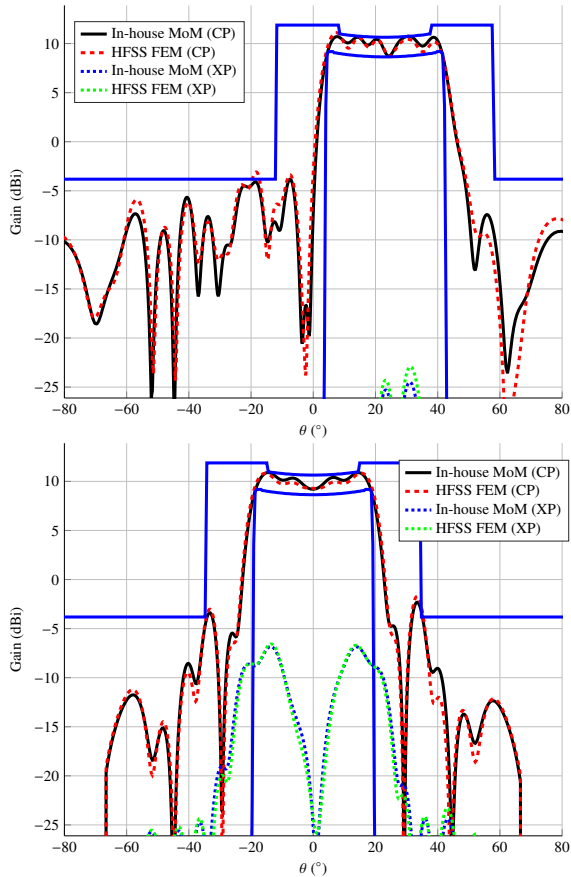 10
5
0
−5
−10
−15
−20
−25
Gain (dBi)
In-house MoM (CP)
HFSS FEM (CP)
In-house MoM (XP)
HFSS FEM (XP)
−80 −60 −40 −20 0 20 40 60 80
θ (°)
10
5
0
−5
−10
−15
−20
−25
Gain (dBi)
In-house MoM (CP)
HFSS FEM (CP)
In-house MoM (XP)
HFSS FEM (XP)
−80 −60 −40 −20 0 20 40 60 80
θ (°)